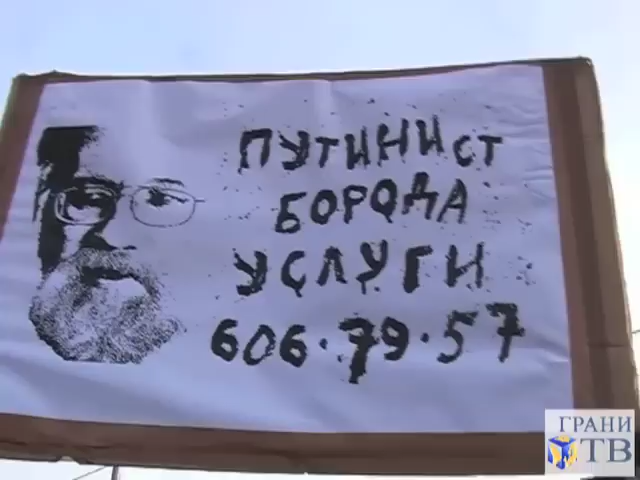 ПУТИНИСТ
БОРОДА
УСЛУГИ
606·79·57
ГРАНИ
ТВ